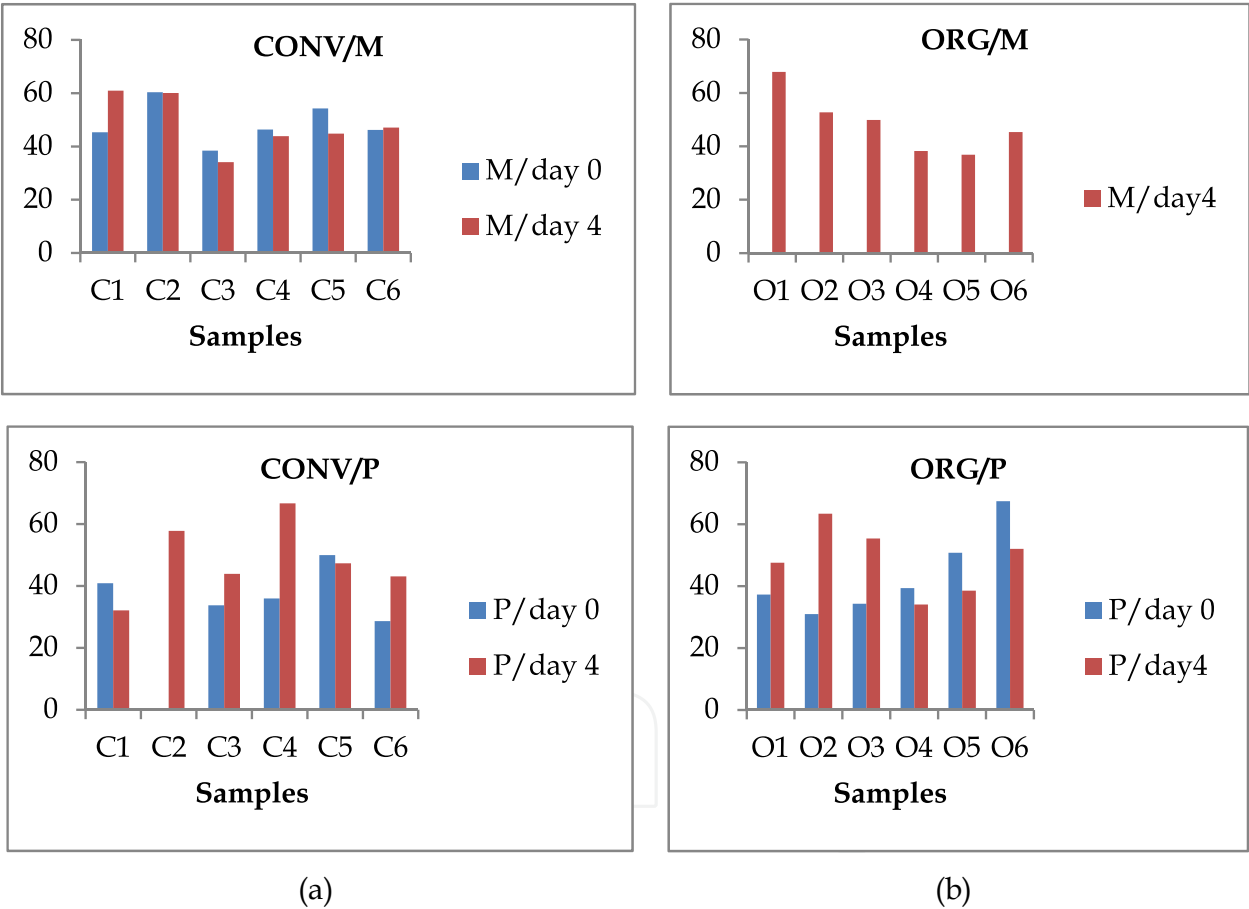 CONV/M
80
60
40
20
0
C1 C2 C3 C4 C5 C6
Samples
M/day 0
M/day 4
ORG/M
80
60
40
20
0
O1 O2 O3 O4 O5 O6
Samples
M/day4
CONV/P
80
60
40
20
0
C1 C2 C3 C4 C5 C6
Samples
P/day 0
P/day 4
ORG/P
80
60
40
20
0
O1 O2 O3 O4 O5 O6
Samples
P/day 0
P/day4
(a)
(b)